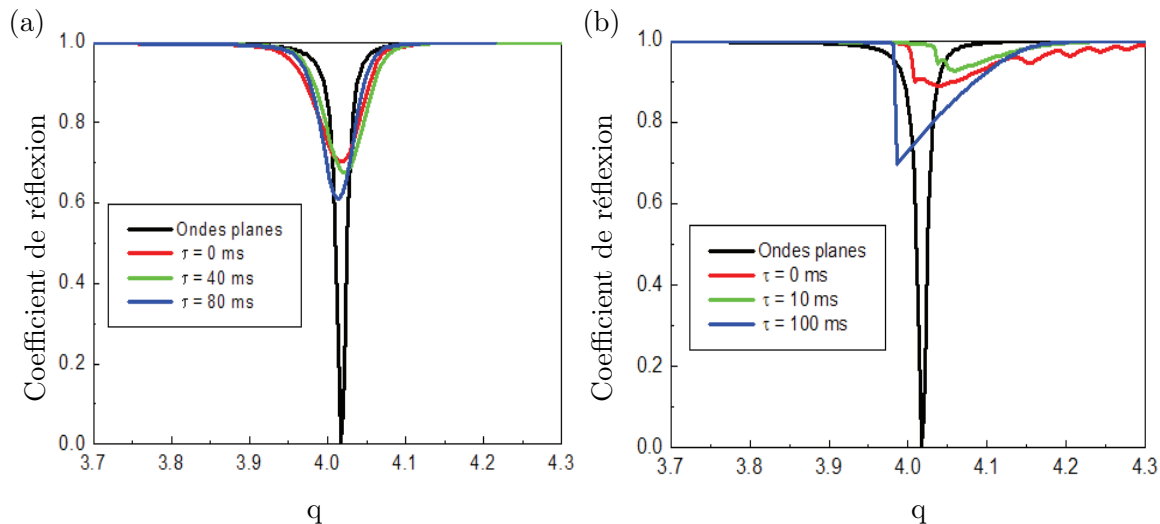 (a)
Coefficient de réflexion
1.0
0.8
0.6
0.4
0.2
0.0
Ondes planes
τ = 0 ms
τ = 40 ms
τ = 80 ms
3.7 3.8 3.9 4.0 4.1 4.2 4.3
q
(b)
Coefficient de réflexion
1.0
0.8
0.6
0.4
0.2
0.0
Ondes planes
τ = 0 ms
τ = 10 ms
τ = 100 ms
3.7 3.8 3.9 4.0 4.1 4.2 4.3
q